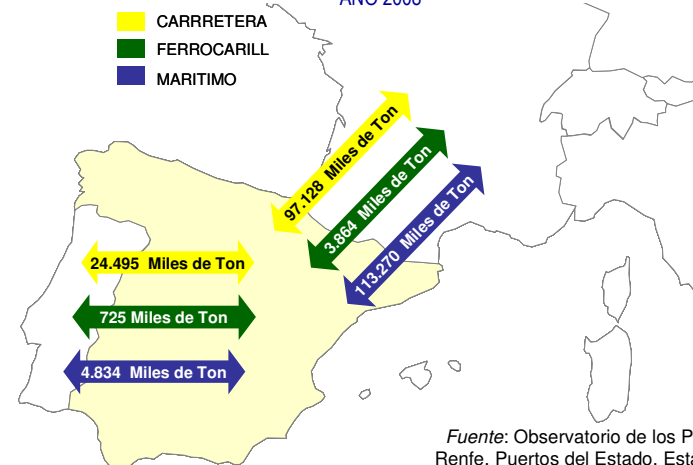 CARRRETERA
FERROCARILL
MARITIMO
97.128 Miles de Ton
3.864 Miles de Ton
113.270 Miles de Ton
24.495 Miles de Ton
725 Miles de Ton
4.834 Miles de Ton
Fuente: Observatorio de los
Renfe, Puertos del Estado,